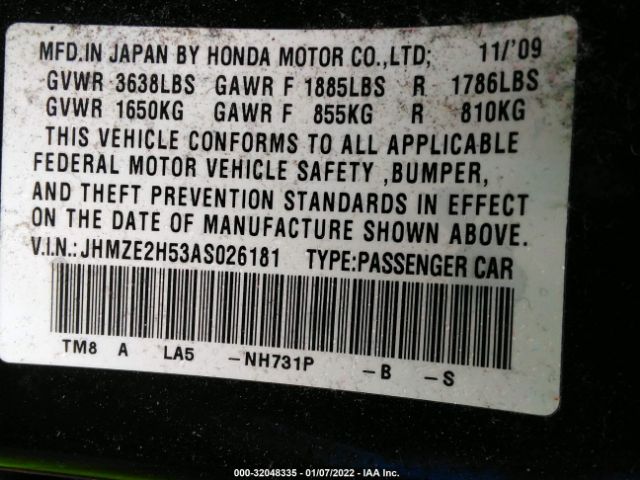 MFD.IN JAPAN BY HONDA MOTOR CO.,LTD; 11/'09
GVWR 3638LBS GAWR F 1885LBS R 1786LBS
GVWR 1650KG GAWR F 855KG R 810KG
THIS VEHICLE CONFORMS TO ALL APPLICABLE
FEDERAL MOTOR VEHICLE SAFETY ,BUMPER,
AND THEFT PREVENTION STANDARDS IN EFFECT
ON THE DATE OF MANUFACTURE SHOWN ABOVE.
V.I.N.: JHMZE2H53AS026181 TYPE:PASSENGER CAR
TM8 A LA5 -NH731P -B -S
000-32048335 - 01/07/2022 - IAA Inc.